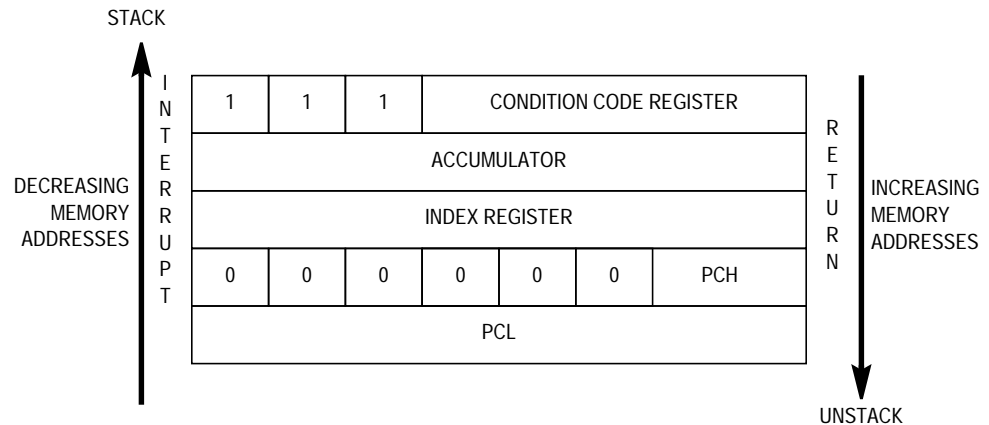 STACK
INTERRUPT
1 1 1 CONDITION CODE REGISTER
ACCUMULATOR
INDEX REGISTER
0 0 0 0 0 0 PCH
PCL
DECREASING
MEMORY
ADDRESSES
RETURN
INCREASING
MEMORY
ADDRESSES
UNSTACK